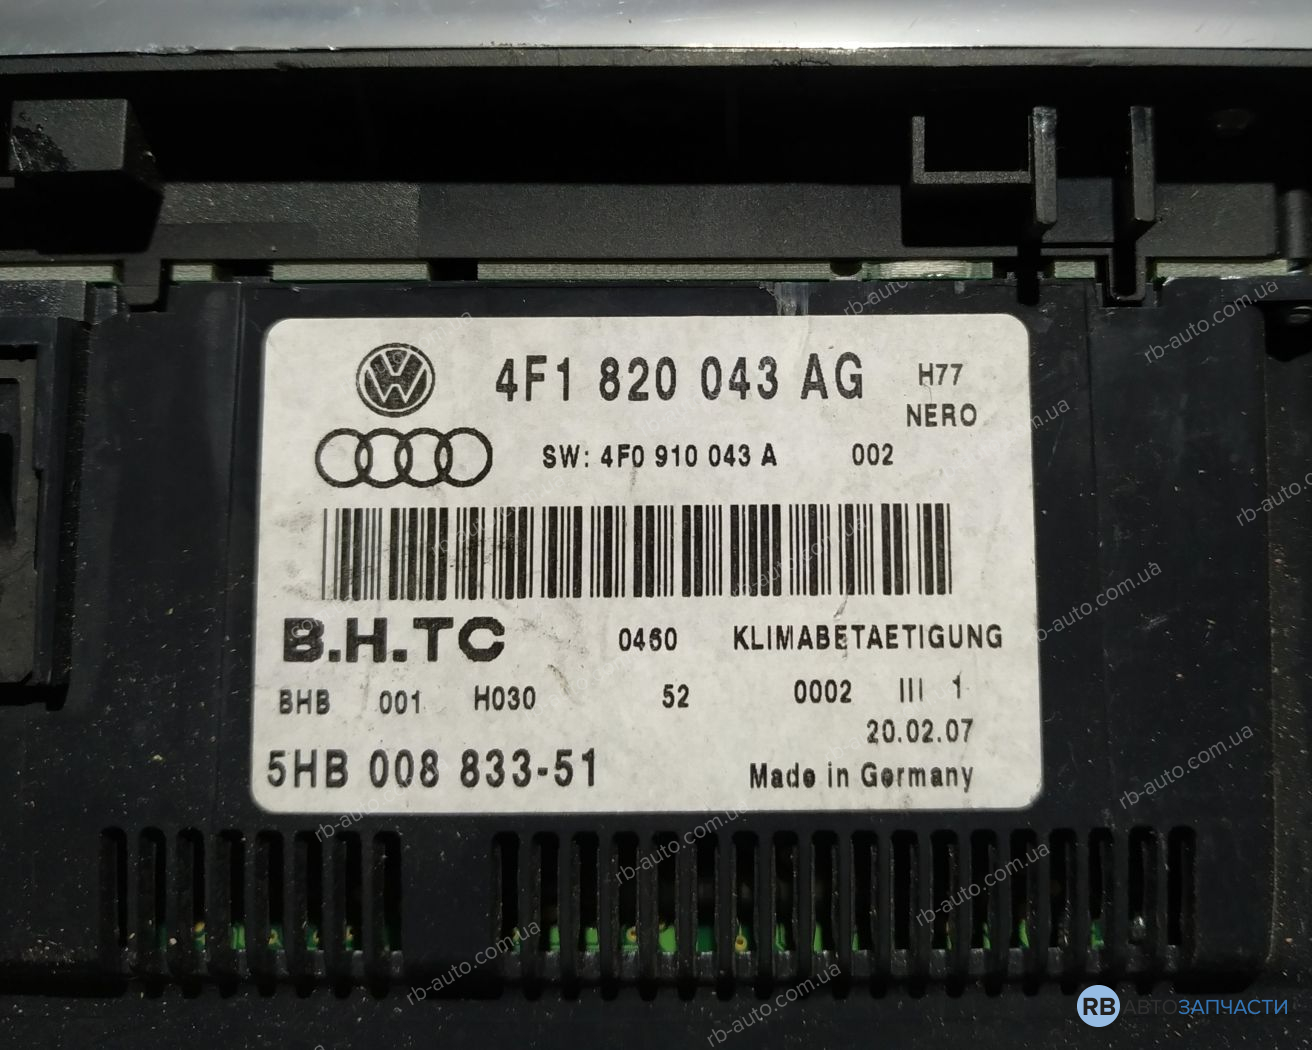 4F1 820 043 AG H77
NERO
SW: 4F0 910 043 A 002
B.H.TC 0460 KLIMABETAETIGUNG
BHB 001 H030 52 0002 III 1
20.02.07
5HB 008 833-51 Made in Germany
rb-auto.com.ua
RB АВТОЗАПЧАСТИ